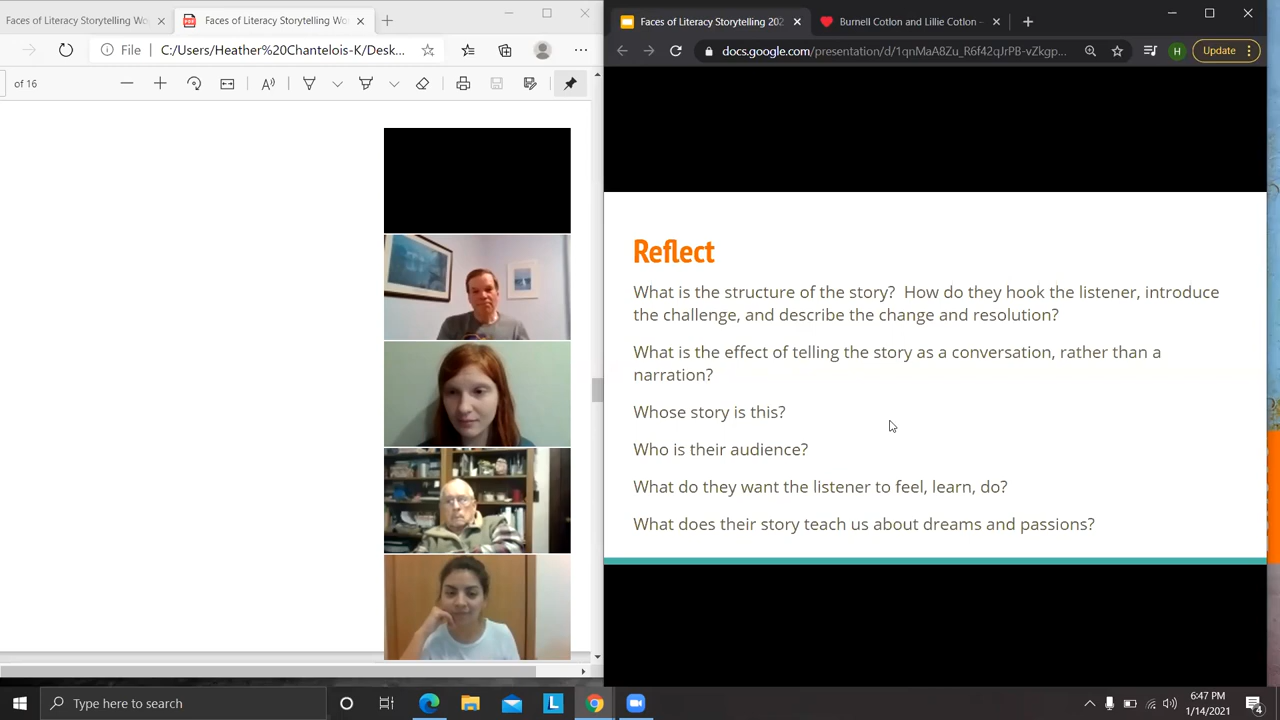 Faces of Literacy Storytelling Wo
Faces of Literacy Storytelling Wo
Faces of Literacy Storytelling 202
Burnell Cotlon and Lillie Cotlon –
File
C:/Users/Heather%20Chantelois-K/Desk...
docs.google.com/presentation/d/1qnMaA8Zu_R6f42qJrPB-vZkgp...
H
Update
of 16
Reflect
What is the structure of the story? How do they hook the listener, introduce
the challenge, and describe the change and resolution?
What is the effect of telling the story as a conversation, rather than a
narration?
Whose story is this?
Who is their audience?
What do they want the listener to feel, learn, do?
What does their story teach us about dreams and passions?
Type here to search
L
6:47 PM
1/14/2021
4